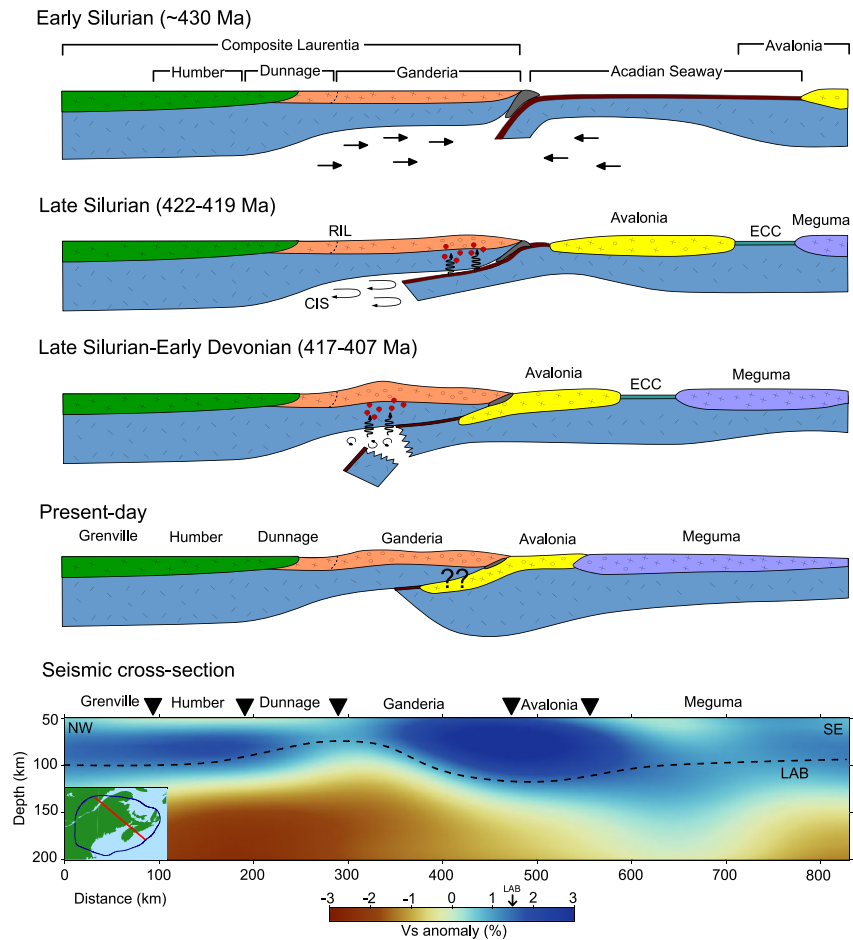 Early Silurian (~430 Ma)
Composite Laurentia
Avalonia
Humber
Dunnage
Ganderia
Acadian Seaway
Late Silurian (422-419 Ma)
RIL
Avalonia
ECC
Meguma
CIS
Late Silurian-Early Devonian (417-407 Ma)
Avalonia
ECC
Meguma
Present-day
Grenville
Humber
Dunnage
Ganderia
Avalonia
Meguma
??
Seismic cross-section
Grenville
Humber
Dunnage
Ganderia
Avalonia
Meguma
50
NW
SE
Depth (km)
100
LAB
150
200
0
100
200
300
400
500
600
700
800
Distance (km)
LAB
-3
-2
-1
0
1
2
3
Vs anomaly (%)